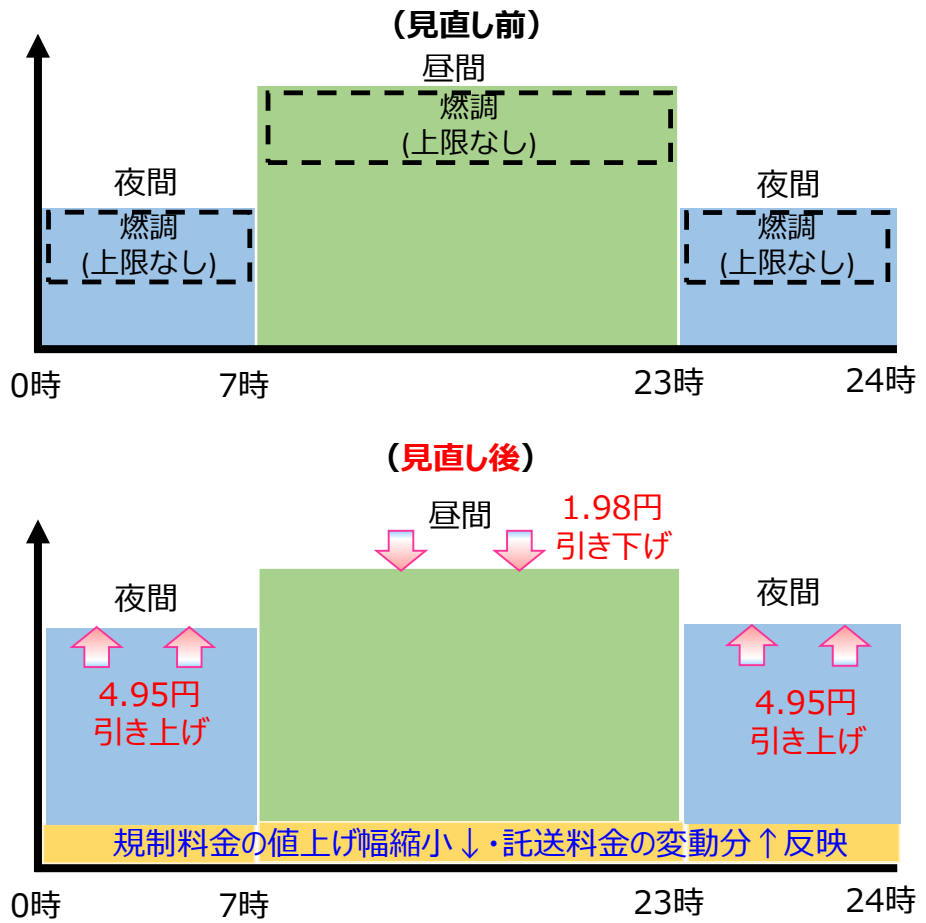 (見直し前)
昼間
燃調
(上限なし)
夜間
燃調
(上限なし)
夜間
燃調
(上限なし)
0時
7時
23時
24時
(見直し後)
昼間
1.98円
引き下げ
夜間
4.95円
引き上げ
夜間
4.95円
引き上げ
規制料金の値上げ幅縮小↓・託送料金の変動分↑反映
0時
7時
23時
24時